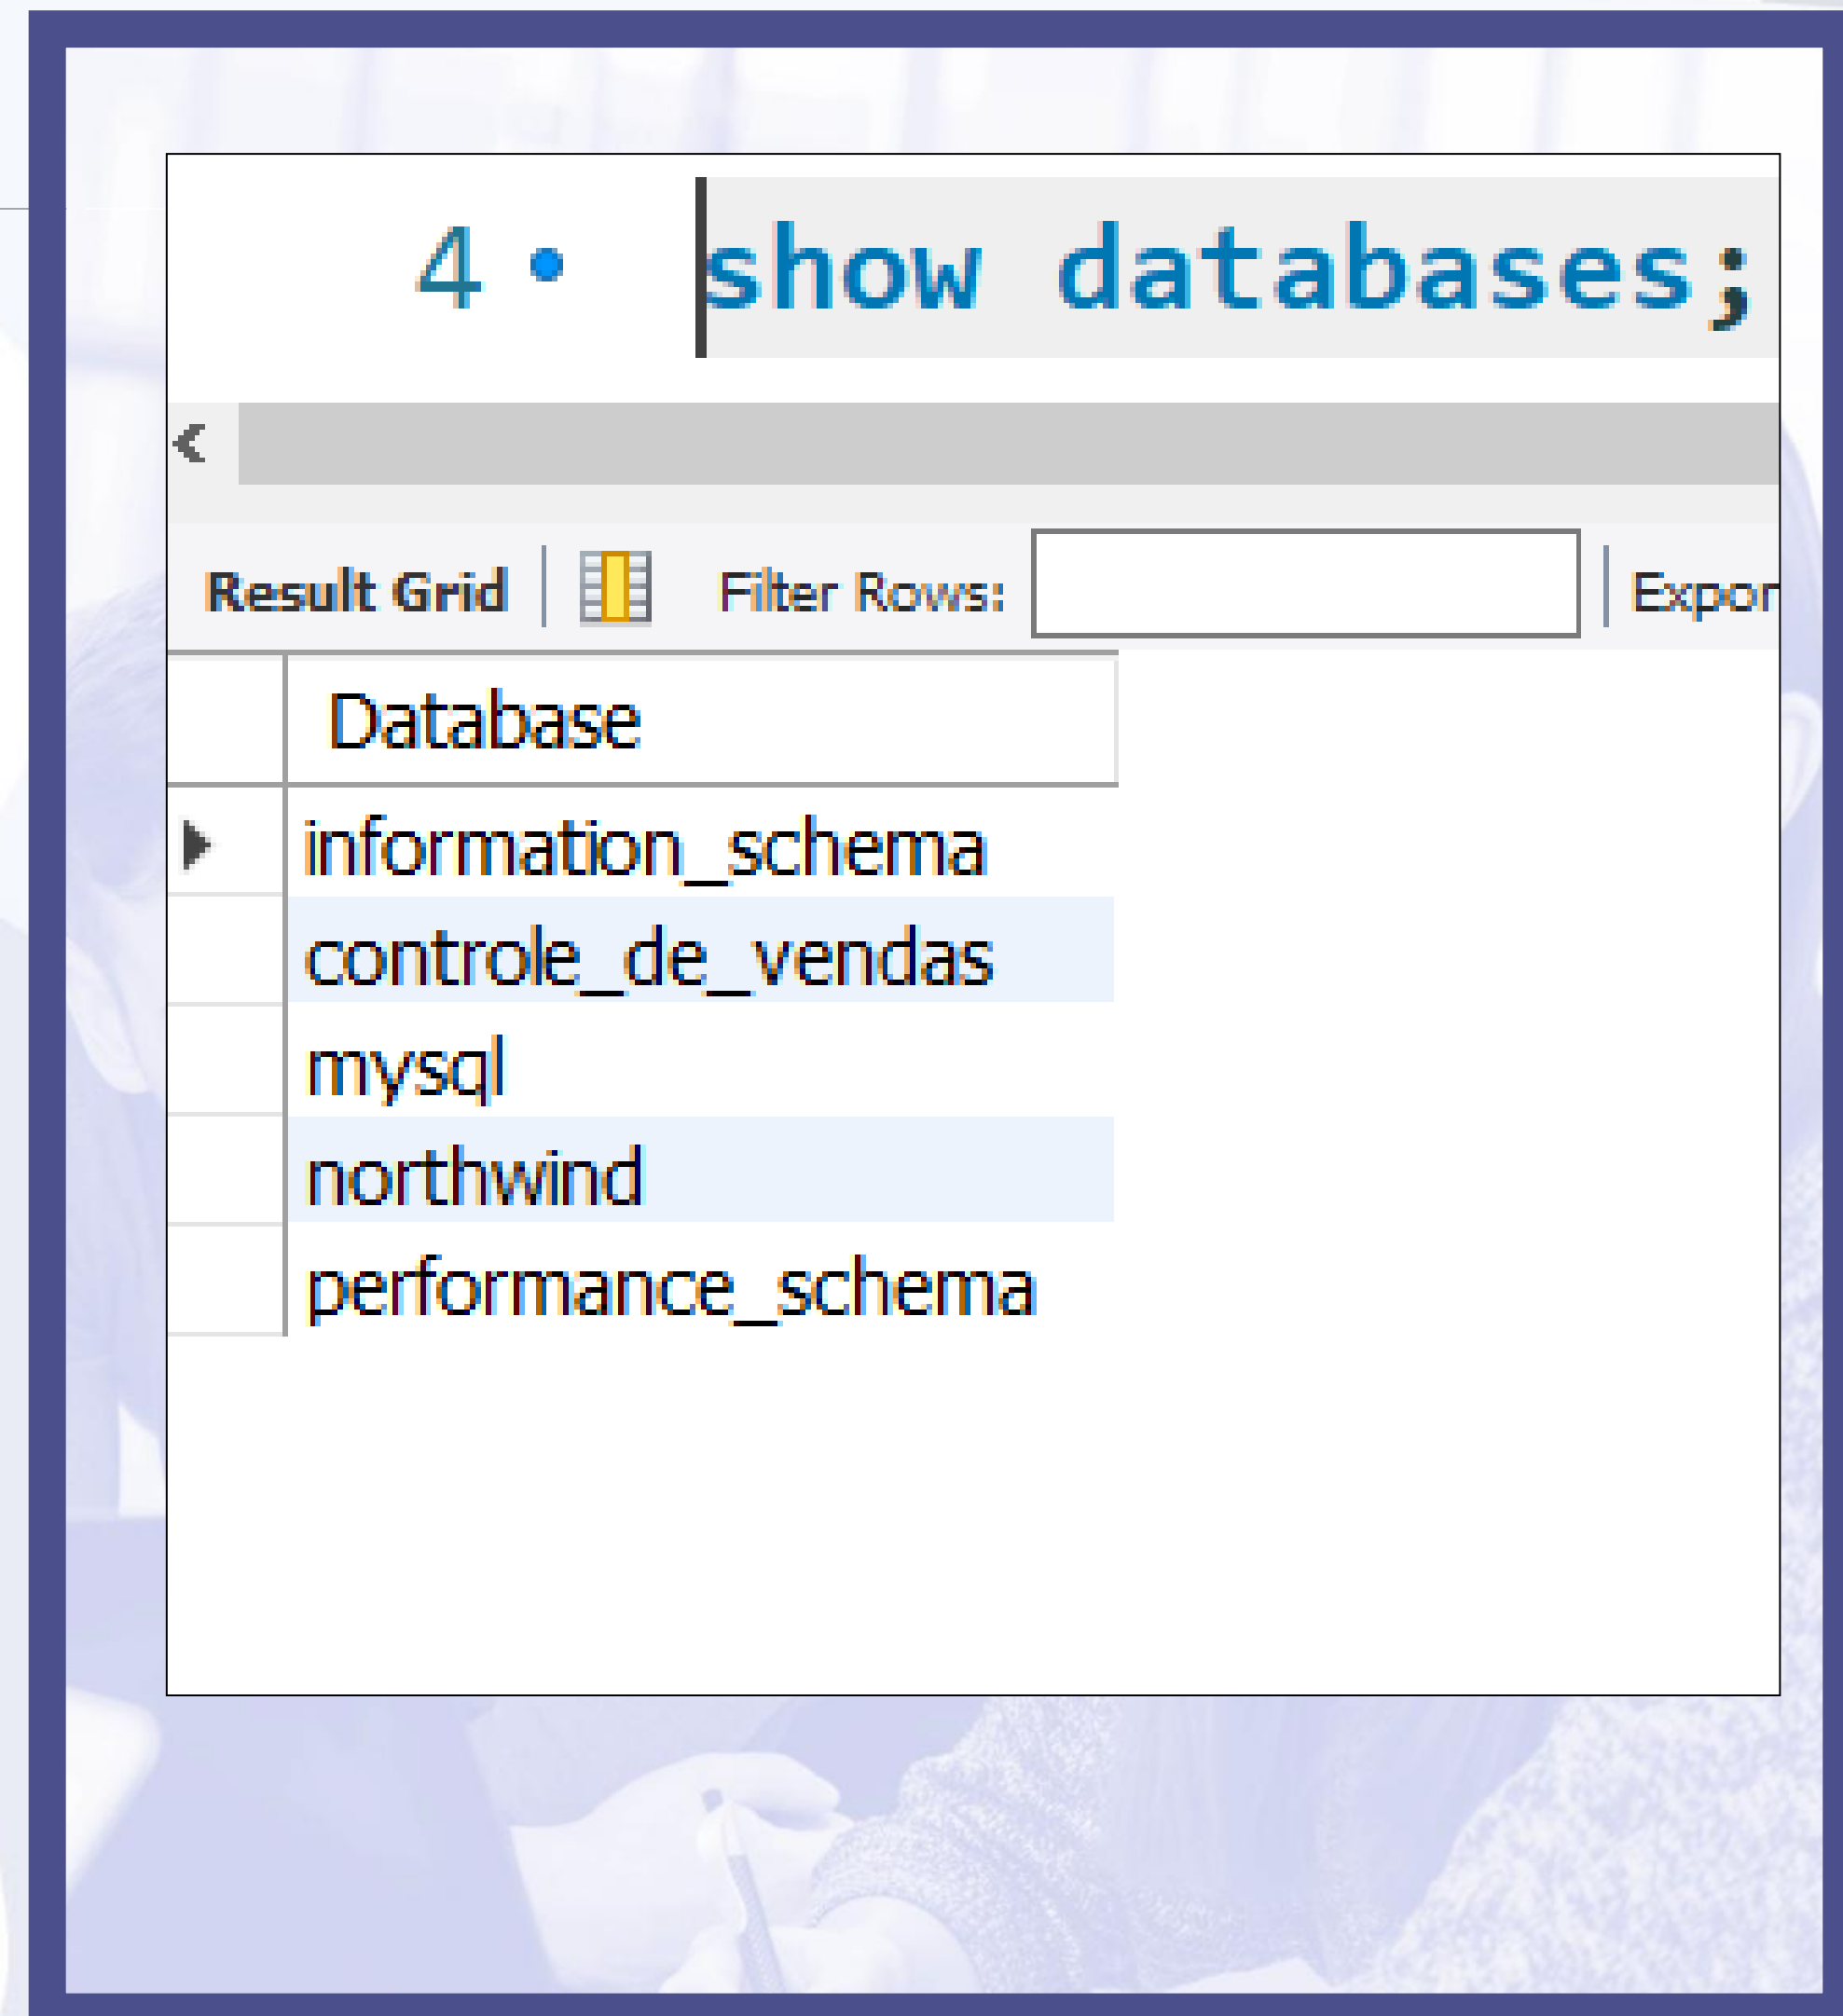 4 show databases;
Result Grid Filter Rows: Expor
Database
information_schema
controle_de_vendas
mysql
northwind
performance_schema